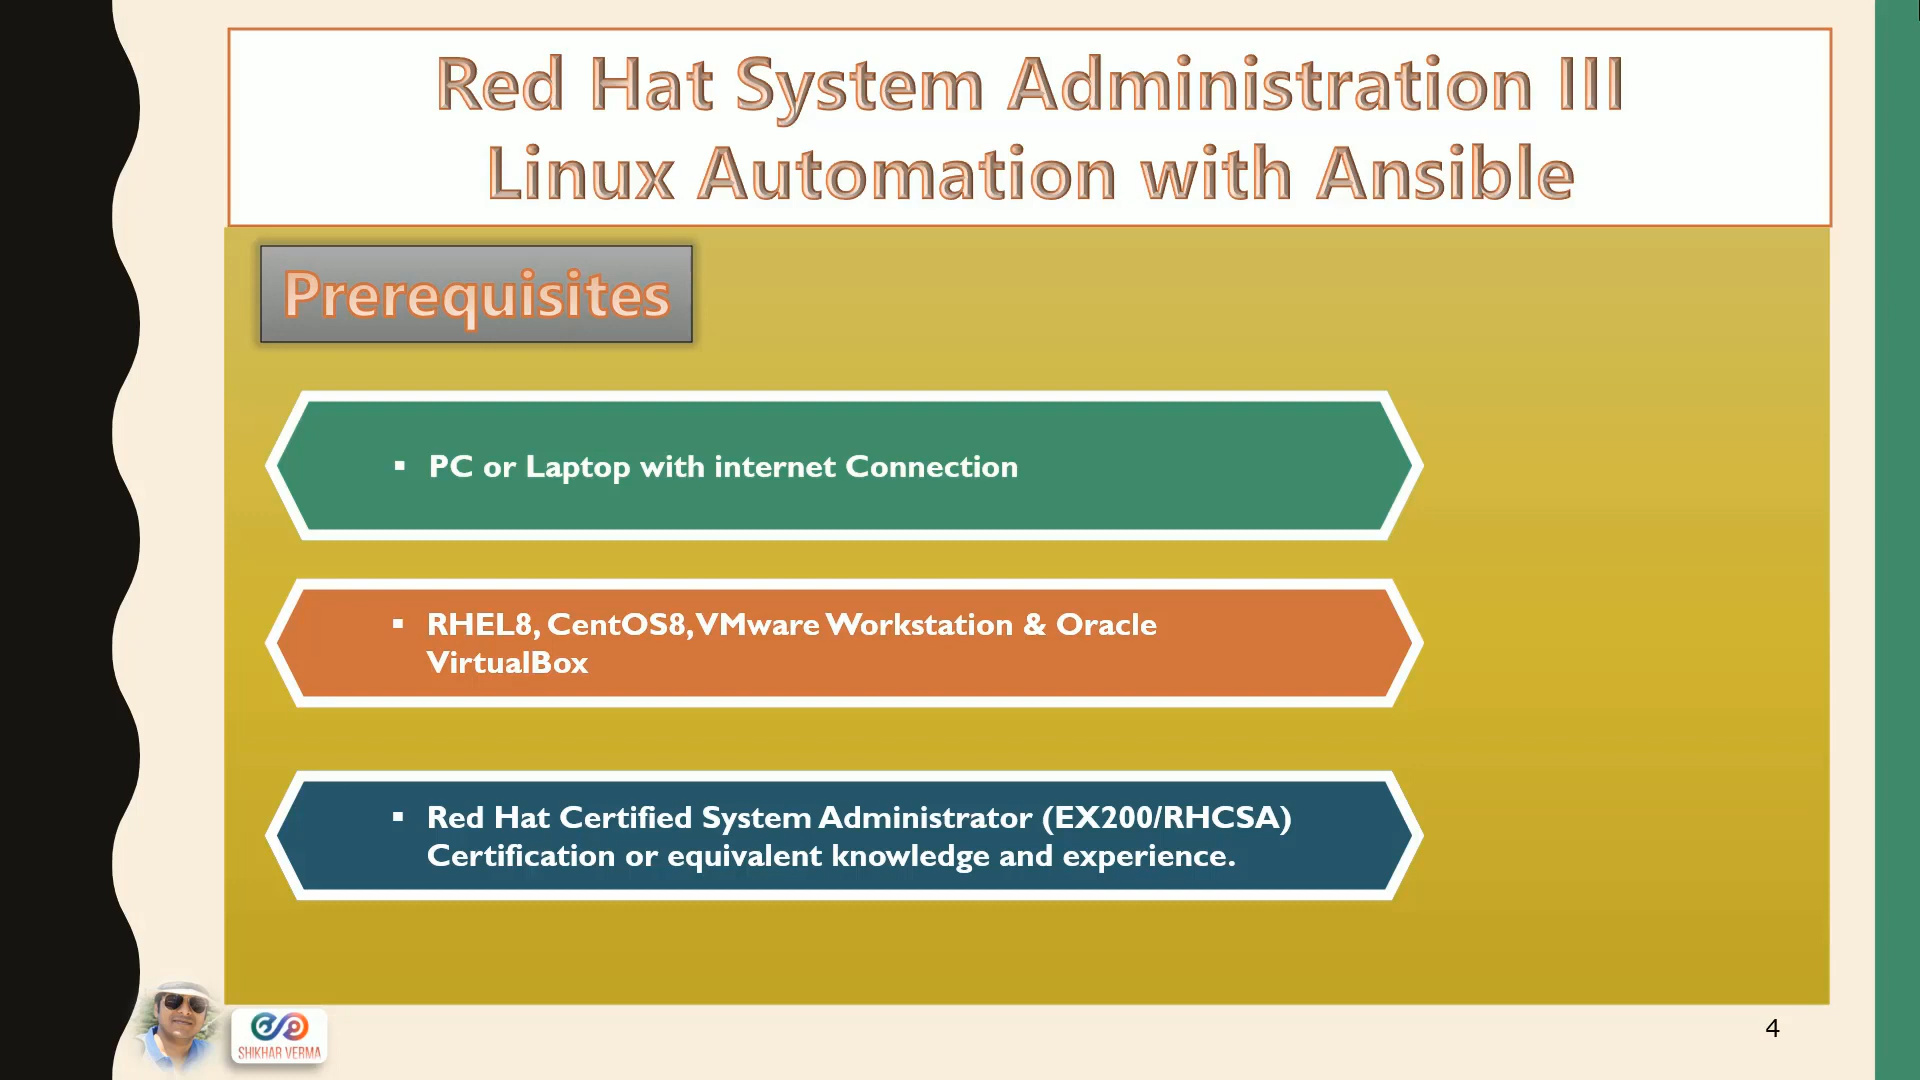 Red Hat System Administration III
Linux Automation with Ansible
Prerequisites
▪ PC or Laptop with internet Connection
▪ RHEL8, CentOS8, VMware Workstation & Oracle
VirtualBox
▪ Red Hat Certified System Administrator (EX200/RHCSA)
Certification or equivalent knowledge and experience.
SHIKHAR VERMA
4